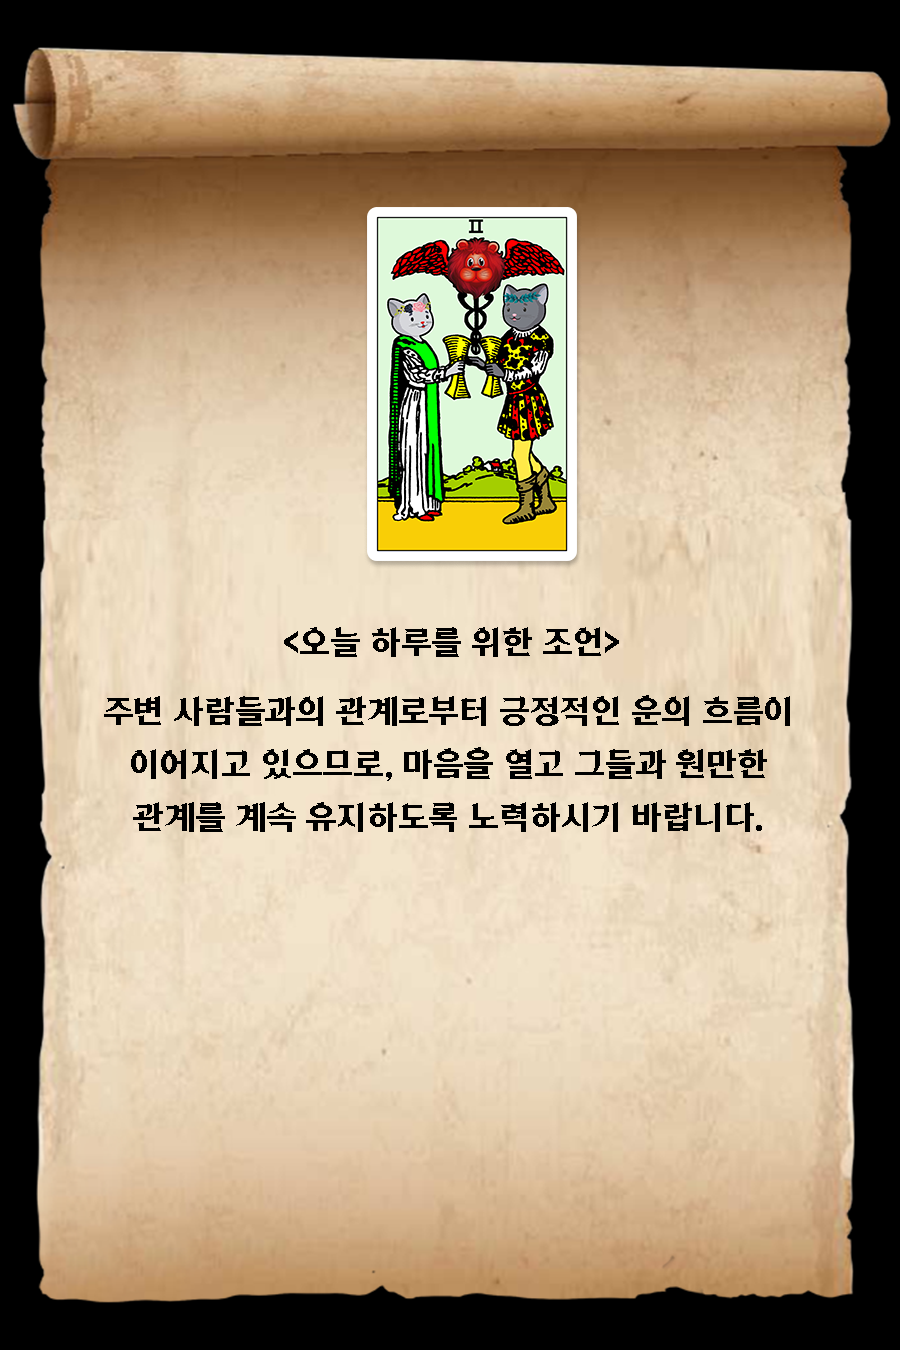 II
<오늘 하루를 위한 조언>
주변 사람들과의 관계로부터 긍정적인 운의 흐름이
이어지고 있으므로, 마음을 열고 그들과 원만한
관계를 계속 유지하도록 노력하시기 바랍니다.